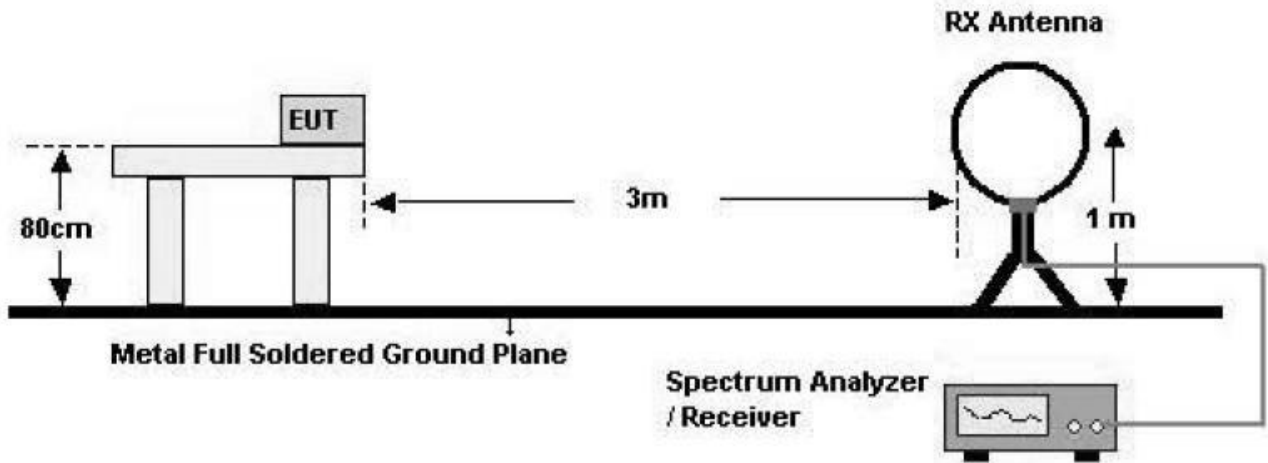 RX Antenna
EUT
80cm
3m
1 m
Metal Full Soldered Ground Plane
Spectrum Analyzer
/ Receiver